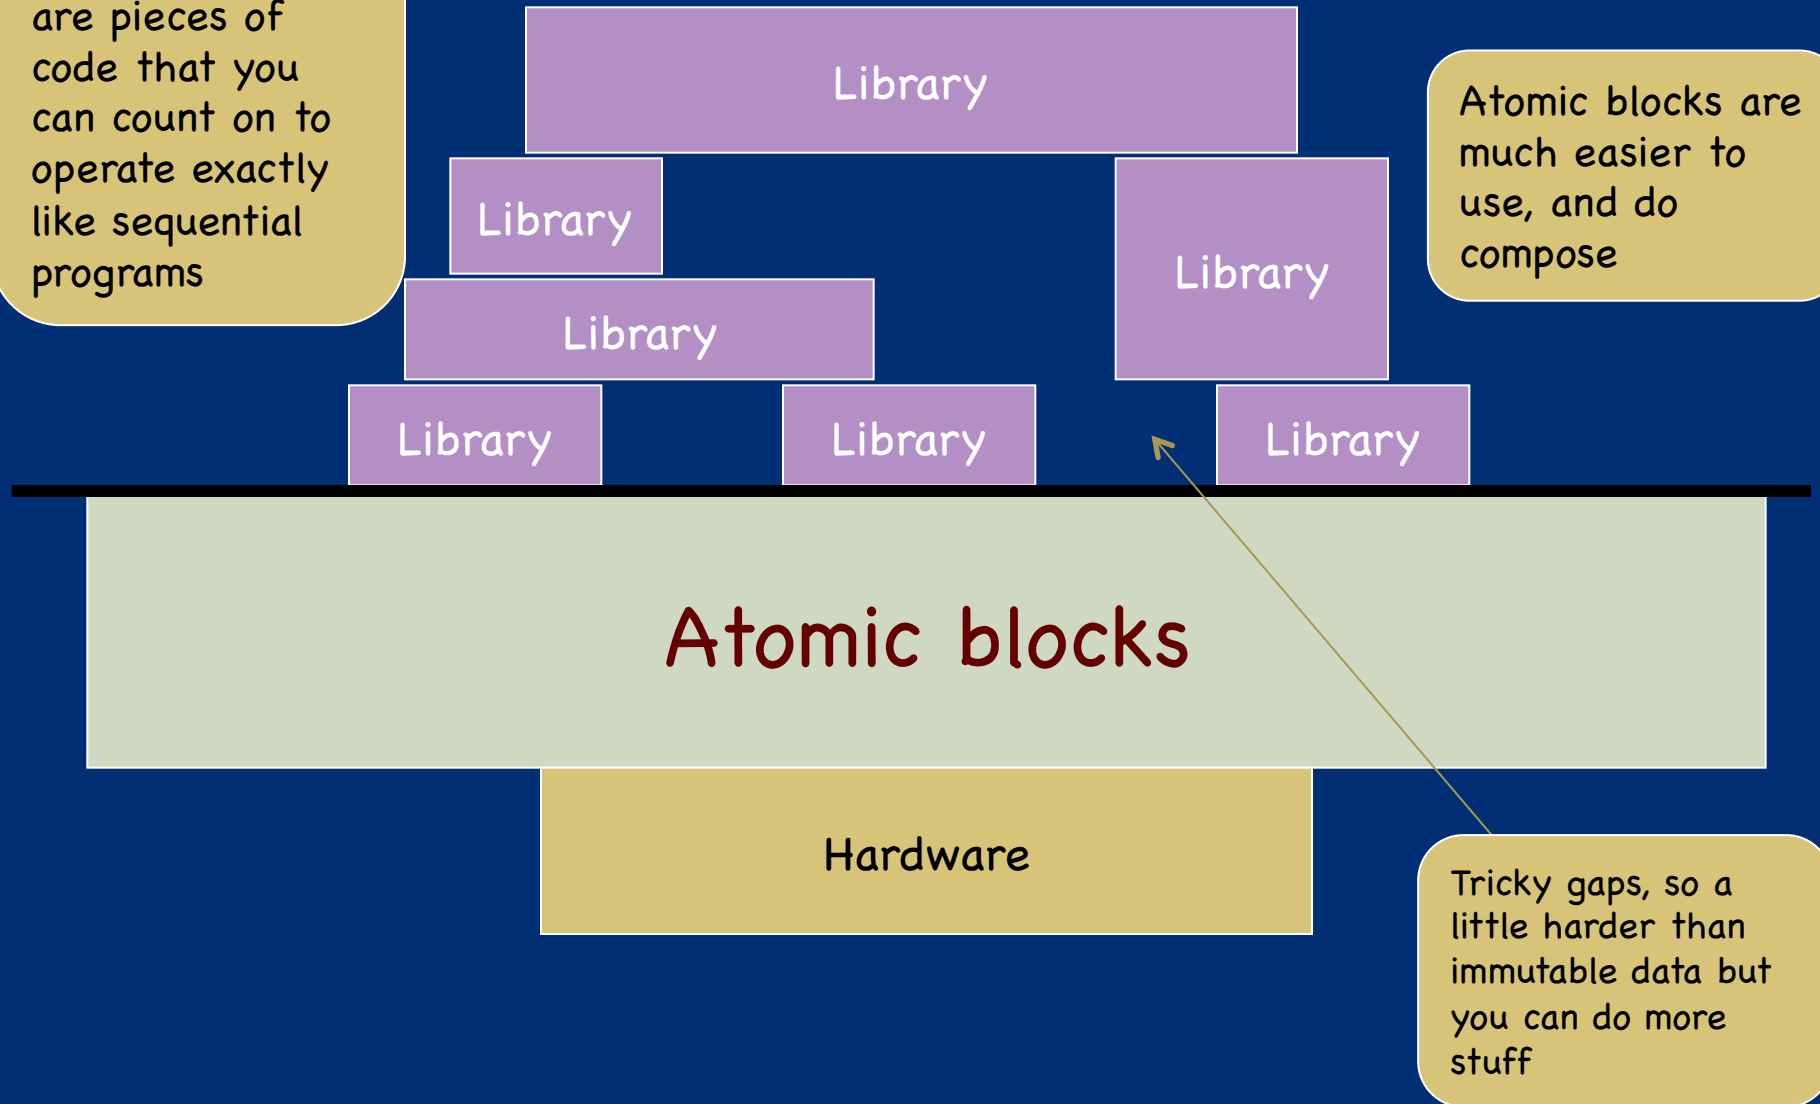 are pieces of
code that you
can count on to
operate exactly
like sequential
programs
Library
Atomic blocks are
much easier to
use, and do
compose
Library
Library
Library
Library
Library
Library
Atomic blocks
Hardware
Tricky gaps, so a
little harder than
immutable data but
you can do more
stuff